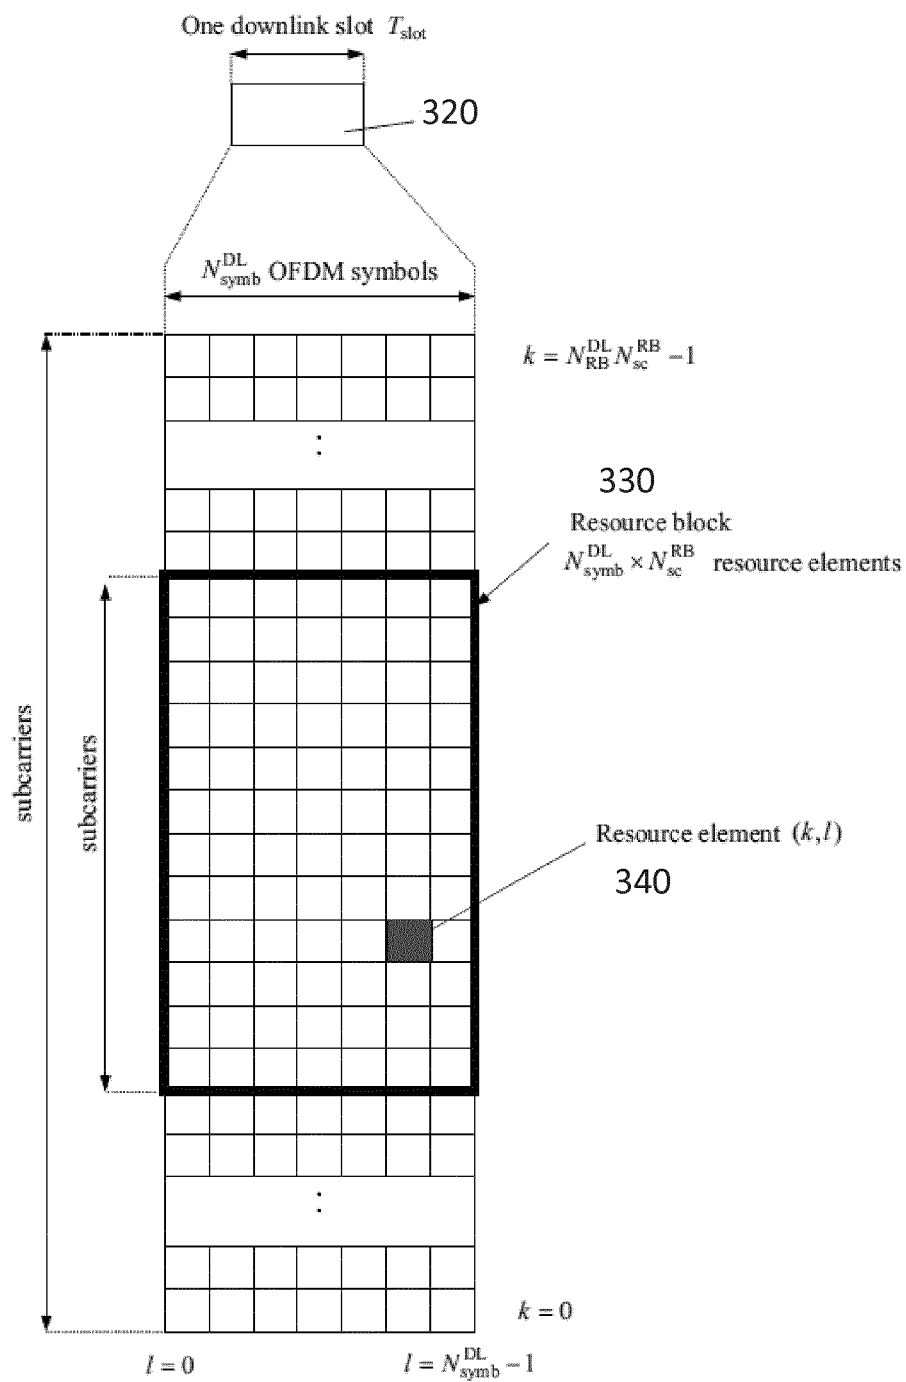 One downlink slot T_slot
320
N_symb^DL OFDM symbols
k = N_RB^DL N_sc^RB − 1
330
Resource block
N_symb^DL × N_sc^RB resource elements
subcarriers
subcarriers
Resource element (k,l)
340
k = 0
l = 0
l = N_symb^DL − 1